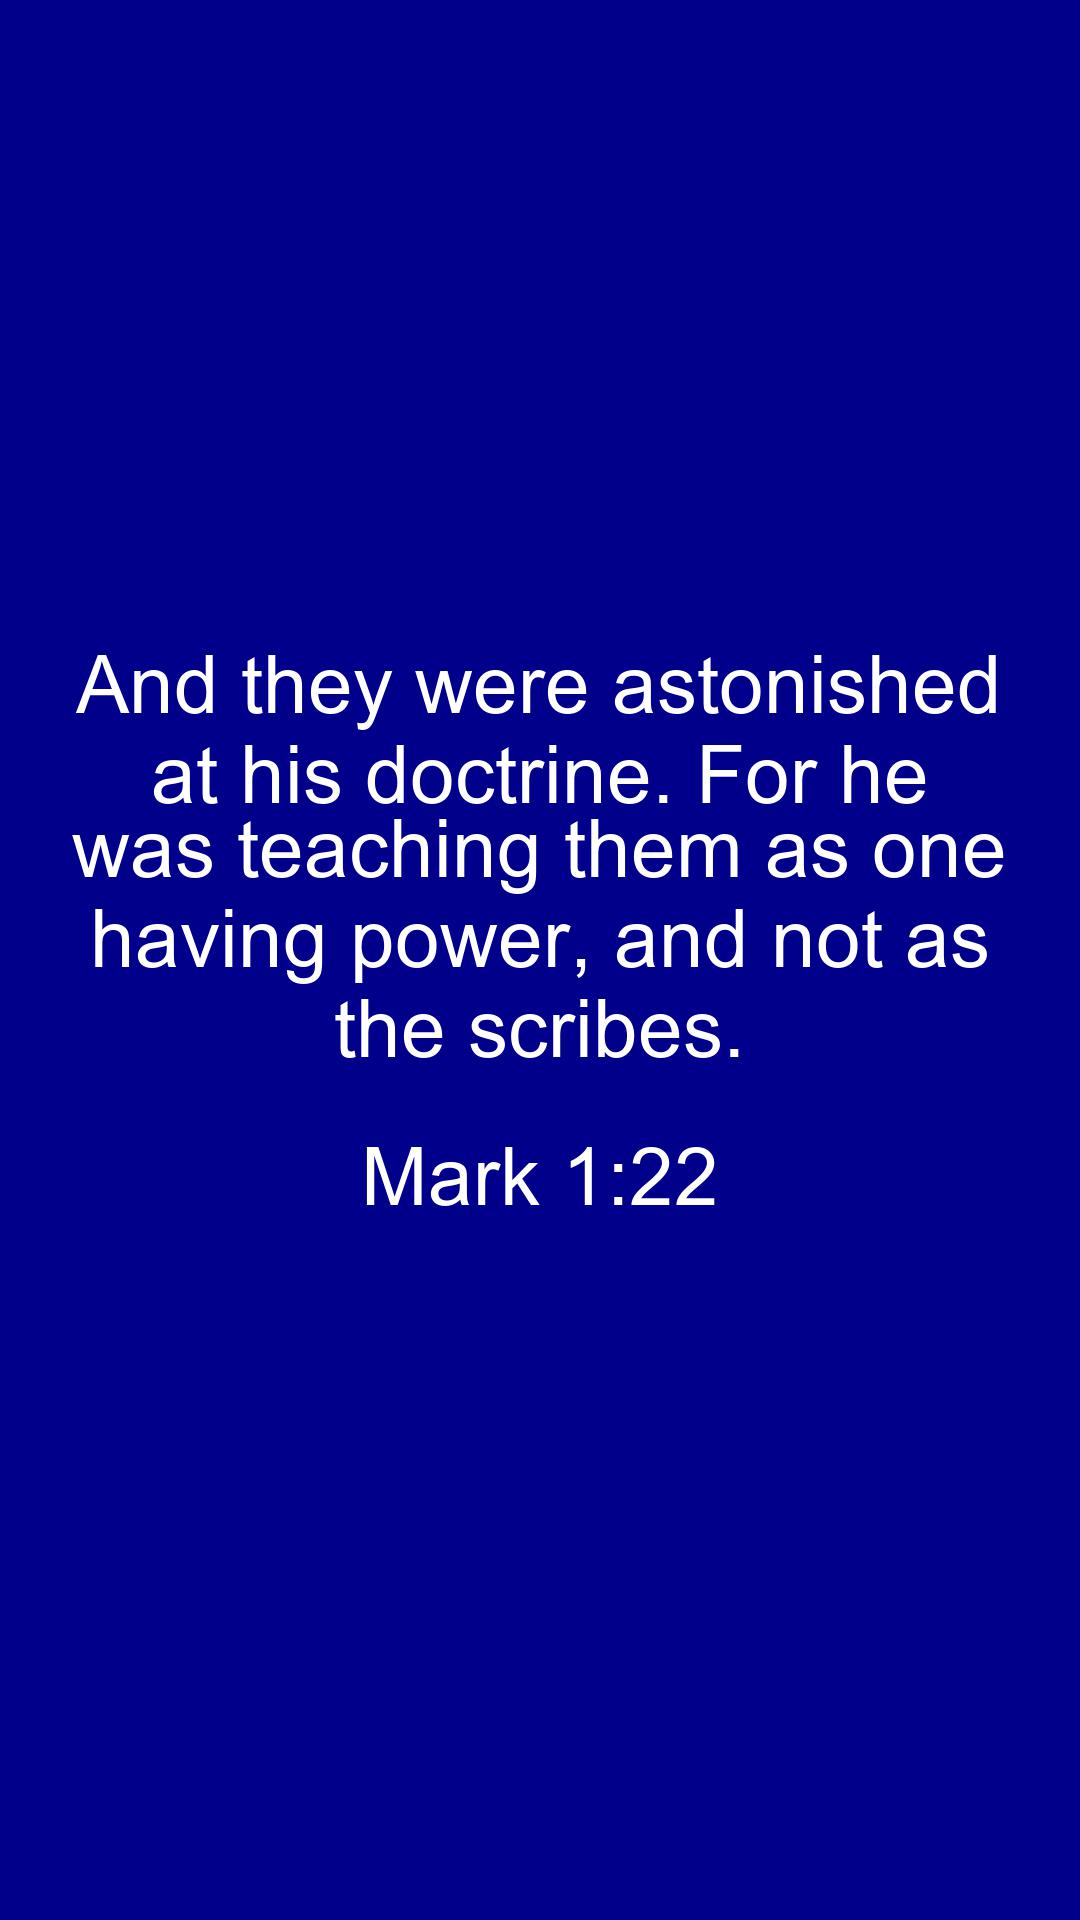 And they were astonished
at his doctrine. For he
was teaching them as one
having power, and not as
the scribes.
Mark 1:22